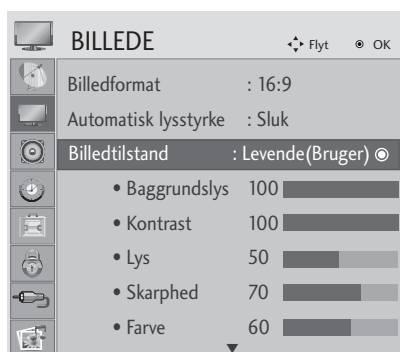 BILLEDE Flyt OK
Billedformat : 16:9
Automatisk lysstyrke : Sluk
Billedtilstand : Levende(Bruger)
• Baggrundslys 100
• Kontrast 100
• Lys 50
• Skarphed 70
• Farve 60